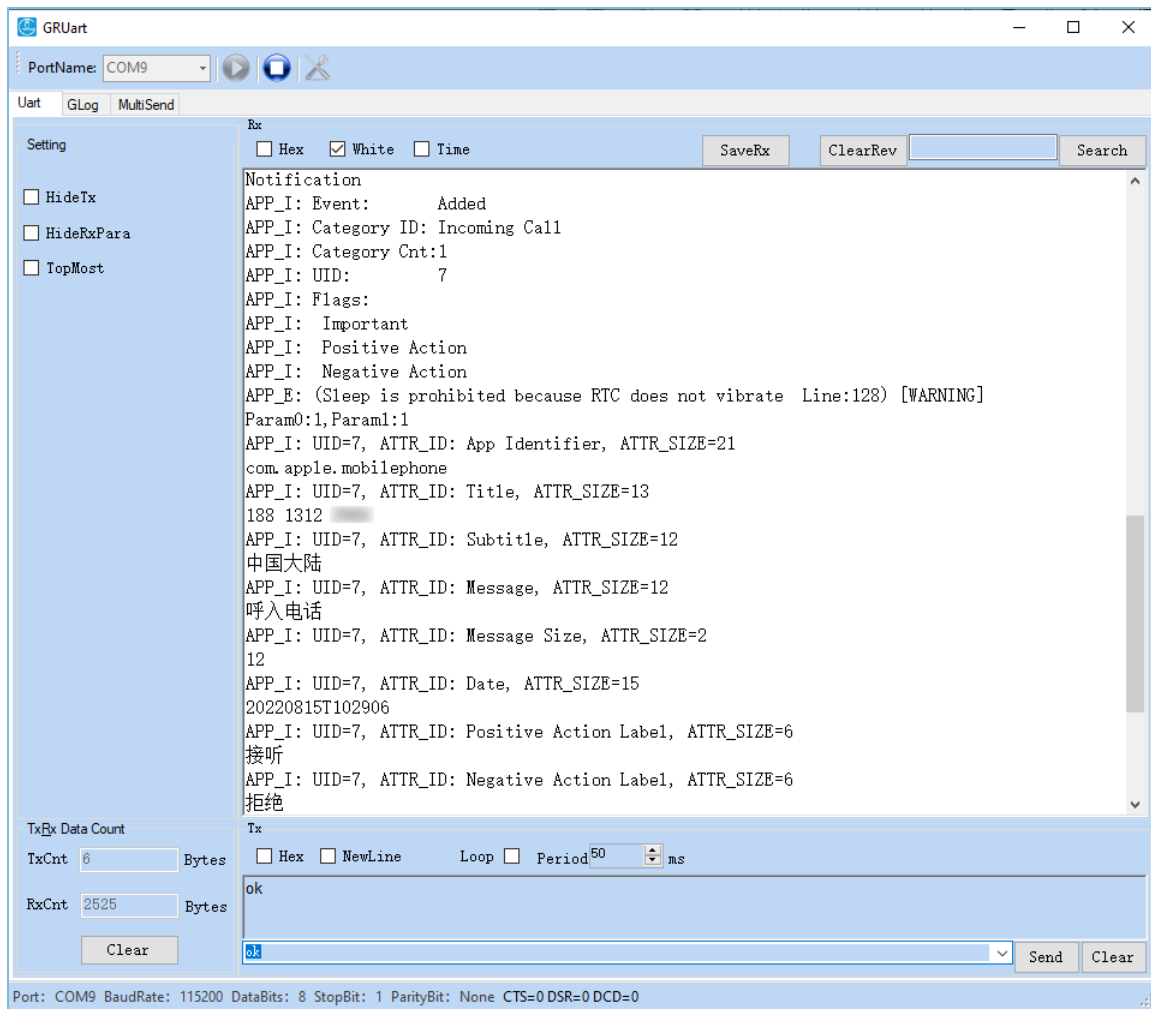 GRUart
PortName: COM9
Uart GLog MultiSend
Setting
HideTx
HideRxPara
TopMost
Rx
Hex White Time SaveRx ClearRev Search
Notification
APP_I: Event: Added
APP_I: Category ID: Incoming Call
APP_I: Category Cnt:1
APP_I: UID: 7
APP_I: Flags:
APP_I: Important
APP_I: Positive Action
APP_I: Negative Action
APP_E: (Sleep is prohibited because RTC does not vibrate Line:128) [WARNING]
Param0:1,Param1:1
APP_I: UID=7, ATTR_ID: App Identifier, ATTR_SIZE=21
com.apple.mobilephone
APP_I: UID=7, ATTR_ID: Title, ATTR_SIZE=13
188 1312
APP_I: UID=7, ATTR_ID: Subtitle, ATTR_SIZE=12
中国大陆
APP_I: UID=7, ATTR_ID: Message, ATTR_SIZE=12
呼入电话
APP_I: UID=7, ATTR_ID: Message Size, ATTR_SIZE=2
12
APP_I: UID=7, ATTR_ID: Date, ATTR_SIZE=15
20220815T102906
APP_I: UID=7, ATTR_ID: Positive Action Label, ATTR_SIZE=6
接听
APP_I: UID=7, ATTR_ID: Negative Action Label, ATTR_SIZE=6
拒绝
TxRx Data Count
TxCnt 6 Bytes
RxCnt 2525 Bytes
Clear
Tx
Hex NewLine Loop Period 50 ms
ok
ok Send Clear
Port: COM9 BaudRate: 115200 DataBits: 8 StopBit: 1 ParityBit: None CTS=0 DSR=0 DCD=0